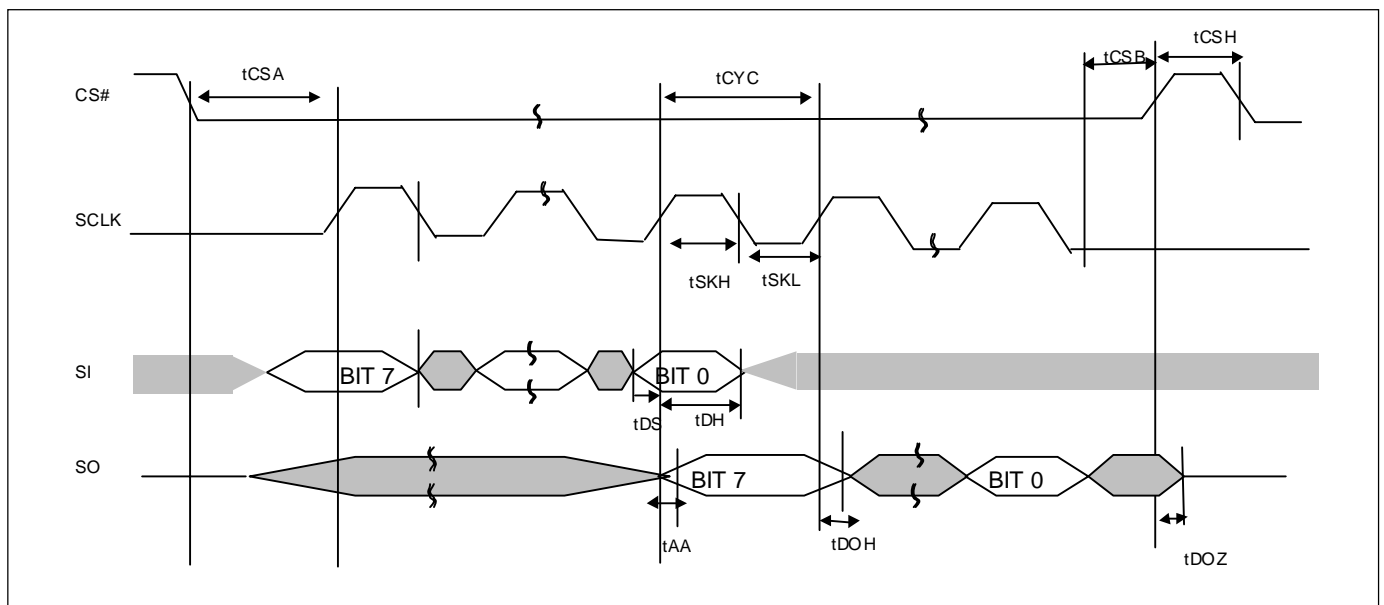 tCSH
tCSB
tCSA
tCYC
CS#
SCLK
tSKH
tSKL
SI
BIT 7
BIT 0
tDS
tDH
SO
BIT 7
BIT 0
tAA
tDOH
tDOZ